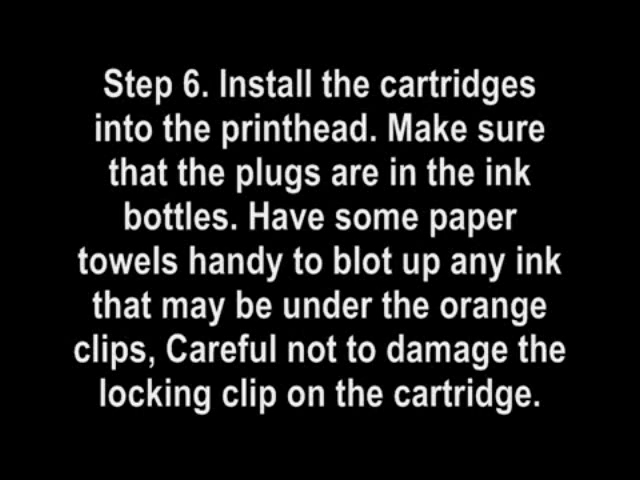 Step 6. Install the cartridges
into the printhead. Make sure
that the plugs are in the ink
bottles. Have some paper
towels handy to blot up any ink
that may be under the orange
clips, Careful not to damage the
locking clip on the cartridge.